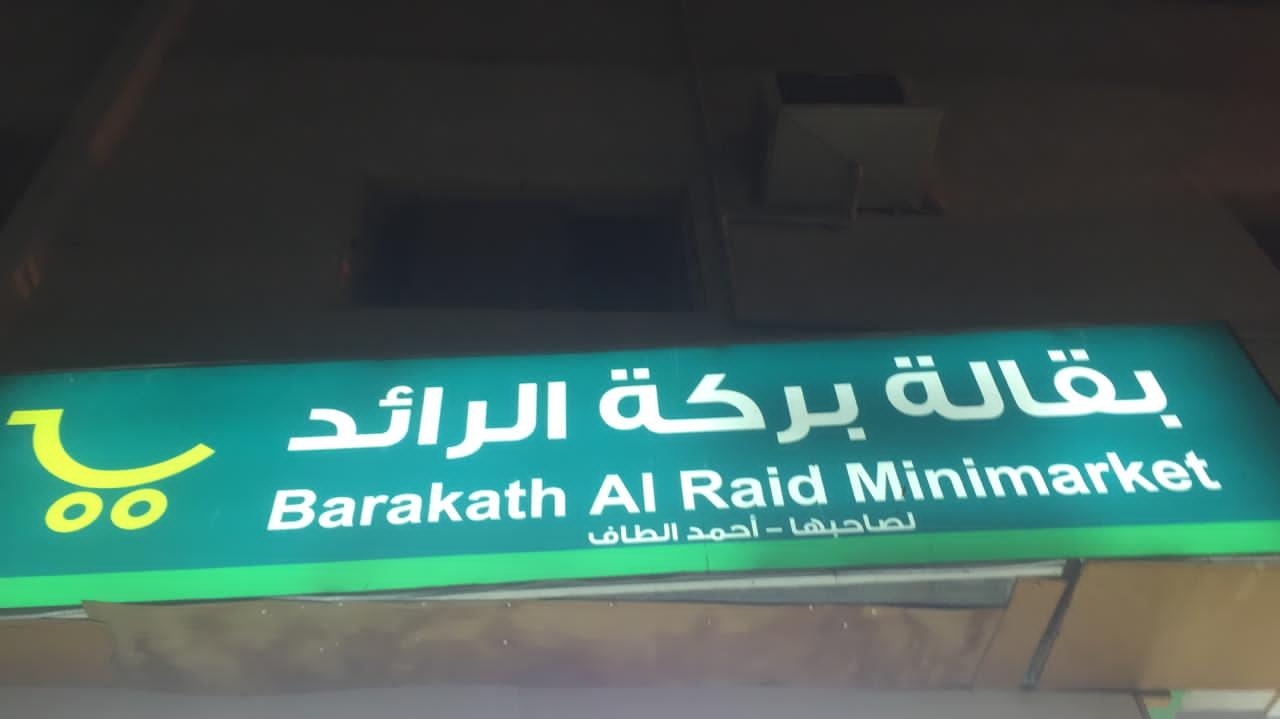 بقالة بركة الرائد
Barakath Al Raid Minimarket
لصاحبها - أحمد الطاف